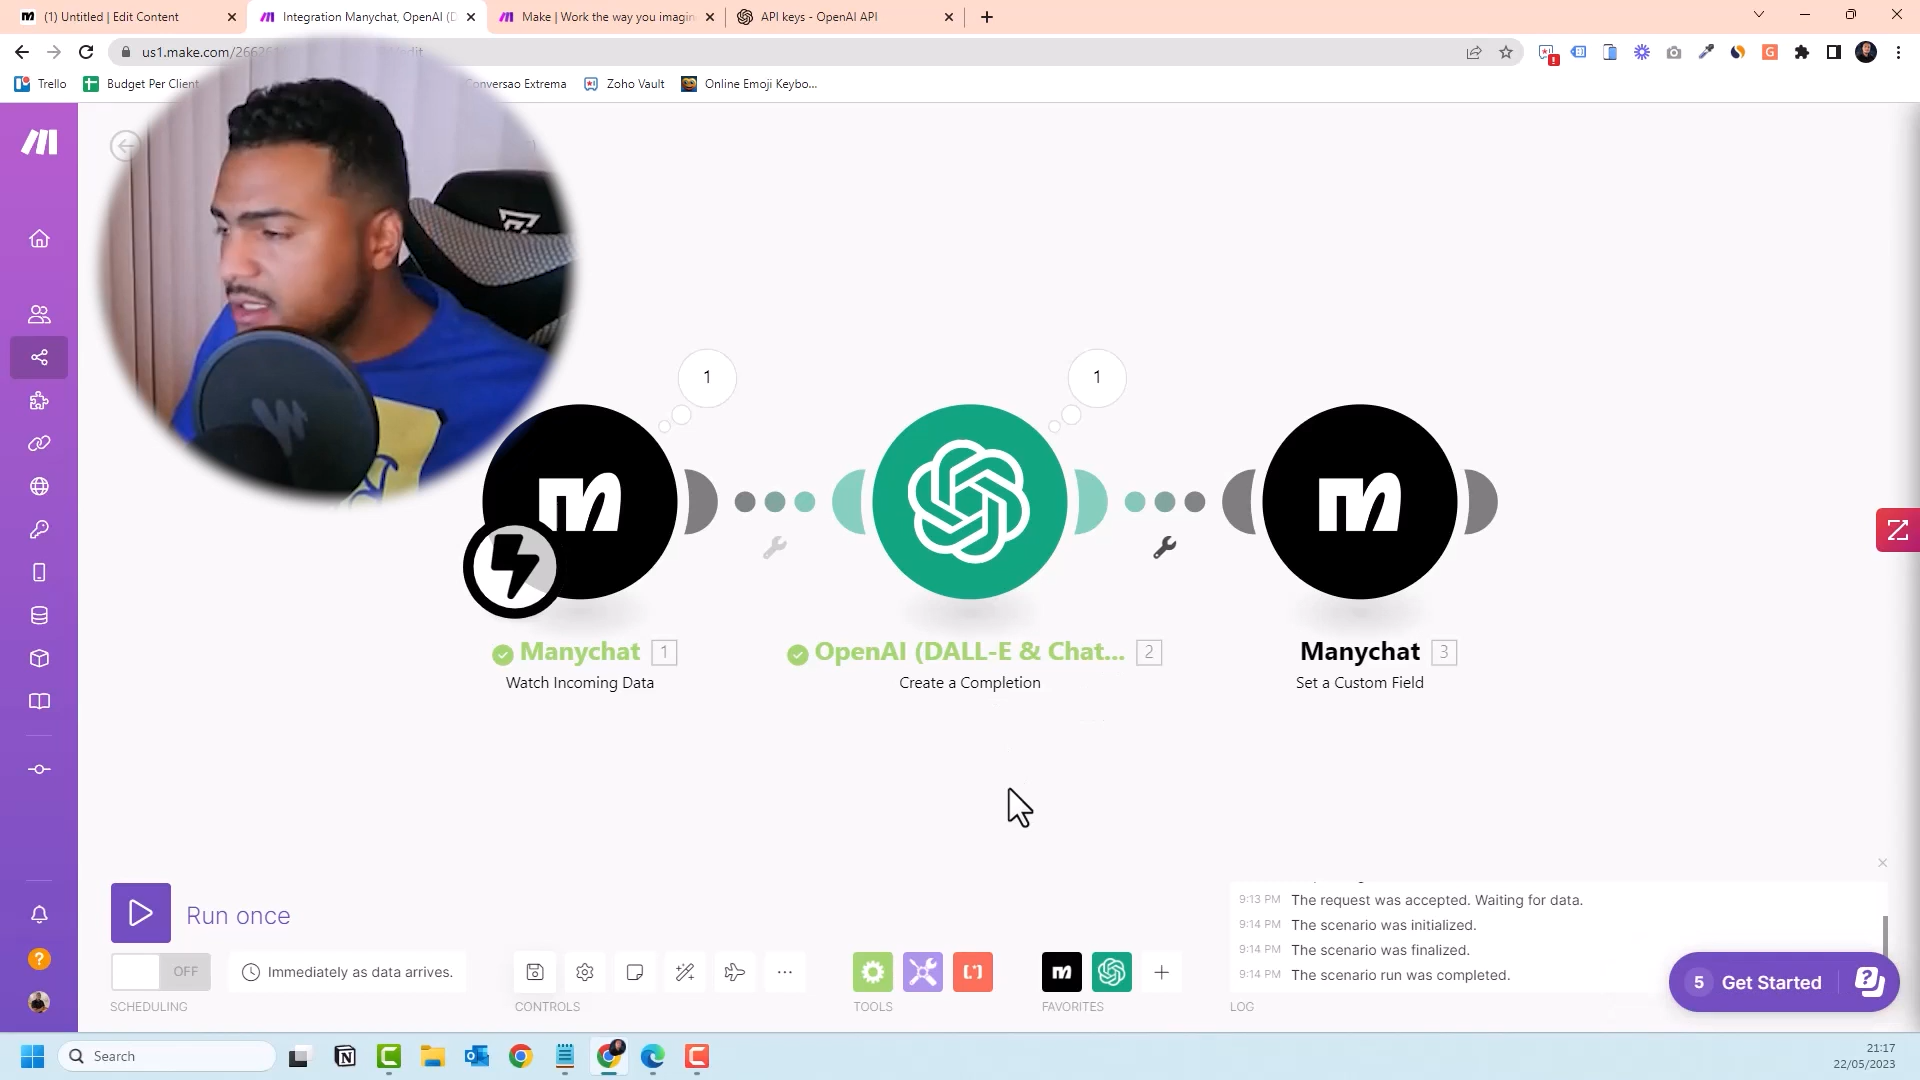 (1) Untitled | Edit Content
Integration Manychat, OpenAI (D
Make | Work the way you imagin
API keys - OpenAI API
us1.make.com/26626
edit
Trello
Budget Per Client
Conversao Extrema
Zoho Vault
Online Emoji Keybo...
1
1
Manychat 1
Watch Incoming Data
OpenAI (DALL-E & Chat... 2
Create a Completion
Manychat 3
Set a Custom Field
Run once
9:13 PM The request was accepted. Waiting for data.
9:14 PM The scenario was initialized.
9:14 PM The scenario was finalized.
9:14 PM The scenario run was completed.
OFF
Immediately as data arrives.
5 Get Started
SCHEDULING
CONTROLS
TOOLS
FAVORITES
LOG
Search
21:17
22/05/2023